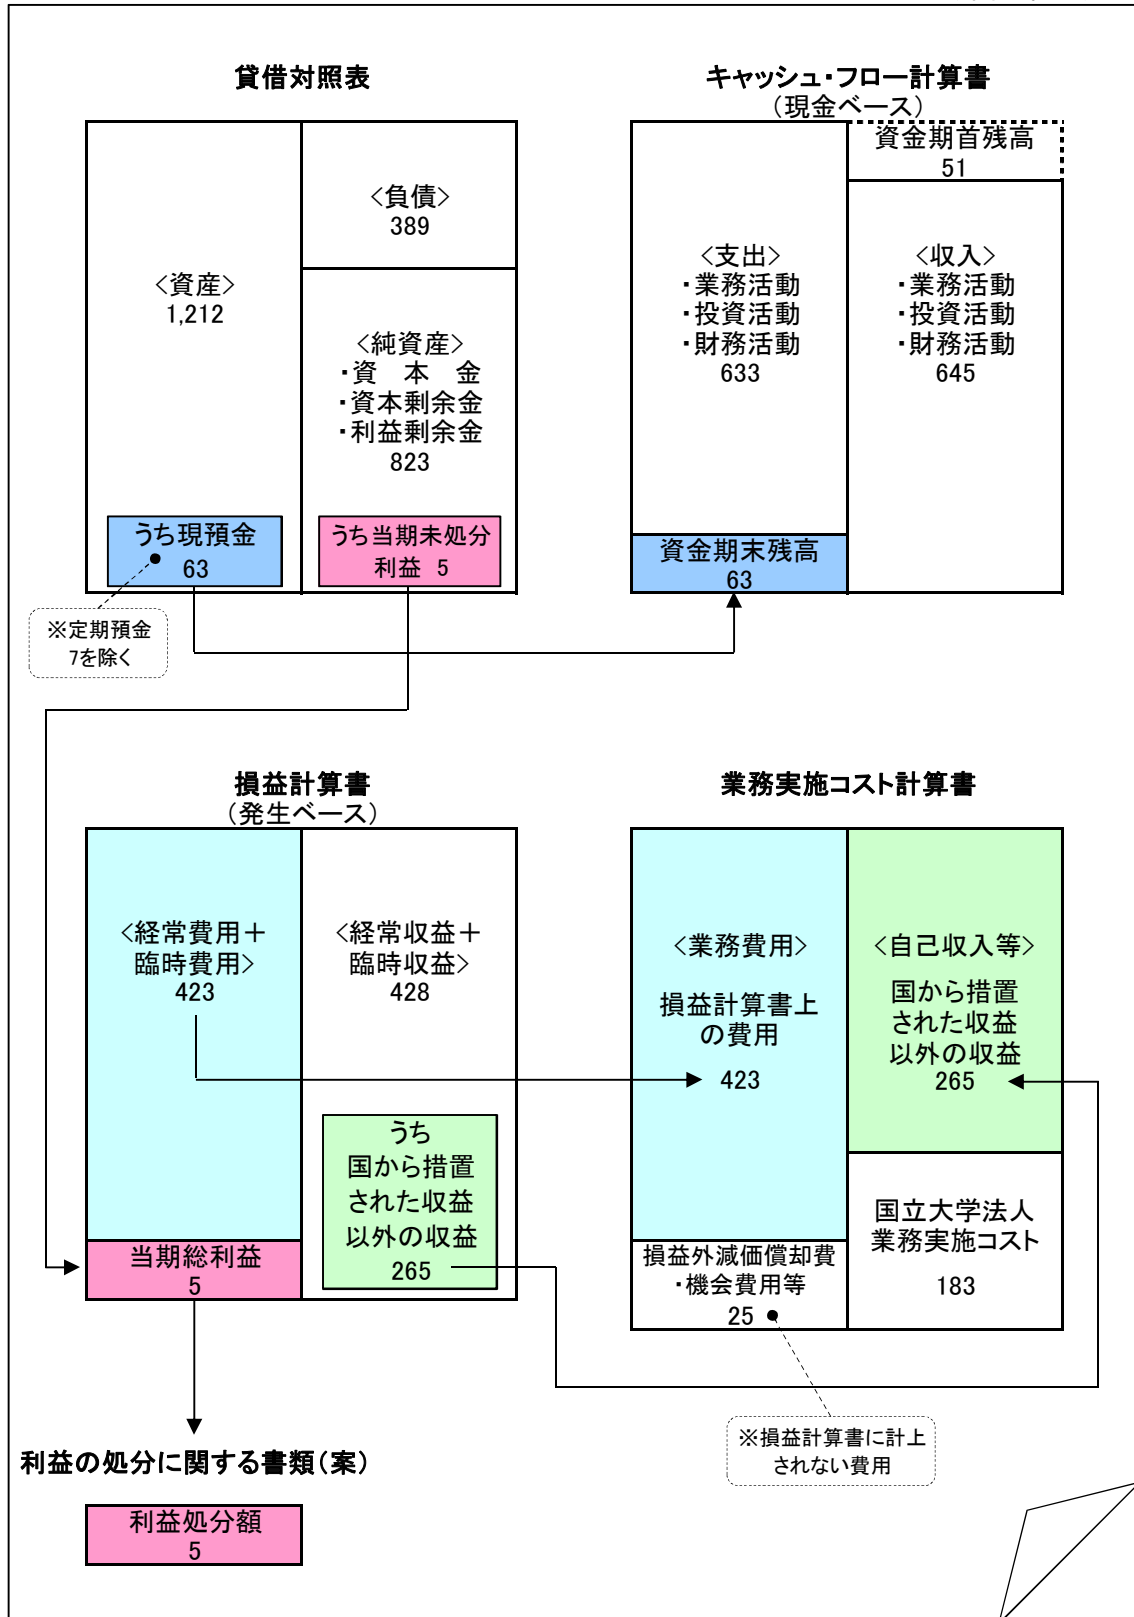 貸借対照表
<資産>
1,212
うち現預金
63
※定期預金
7を除く
<負債>
389
<純資産>
・資 本 金
・資本剰余金
・利益剰余金
823
うち当期未処分
利益 5
キャッシュ・フロー計算書
(現金ベース)
<支出>
・業務活動
・投資活動
・財務活動
633
資金期末残高
63
資金期首残高
51
<収入>
・業務活動
・投資活動
・財務活動
645
損益計算書
(発生ベース)
<経常費用+
臨時費用>
423
当期総利益
5
<経常収益+
臨時収益>
428
うち
国から措置
された収益
以外の収益
265
業務実施コスト計算書
<業務費用>
損益計算書上
の費用
423
損益外減価償却費
・機会費用等
25
※損益計算書に計上
されない費用
<自己収入等>
国から措置
された収益
以外の収益
265
国立大学法人
業務実施コスト
183
利益の処分に関する書類(案)
利益処分額
5